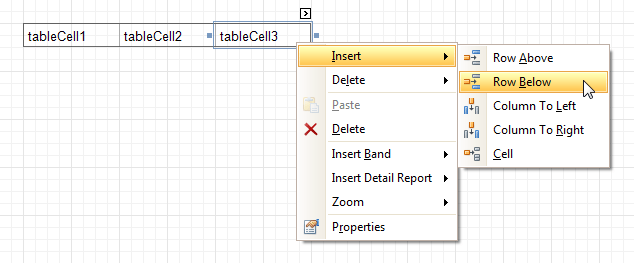 tableCell1 tableCell2 tableCell3
Insert
Delete
Paste
Delete
Insert Band
Insert Detail Report
Zoom
Properties
Row Above
Row Below
Column To Left
Column To Right
Cell